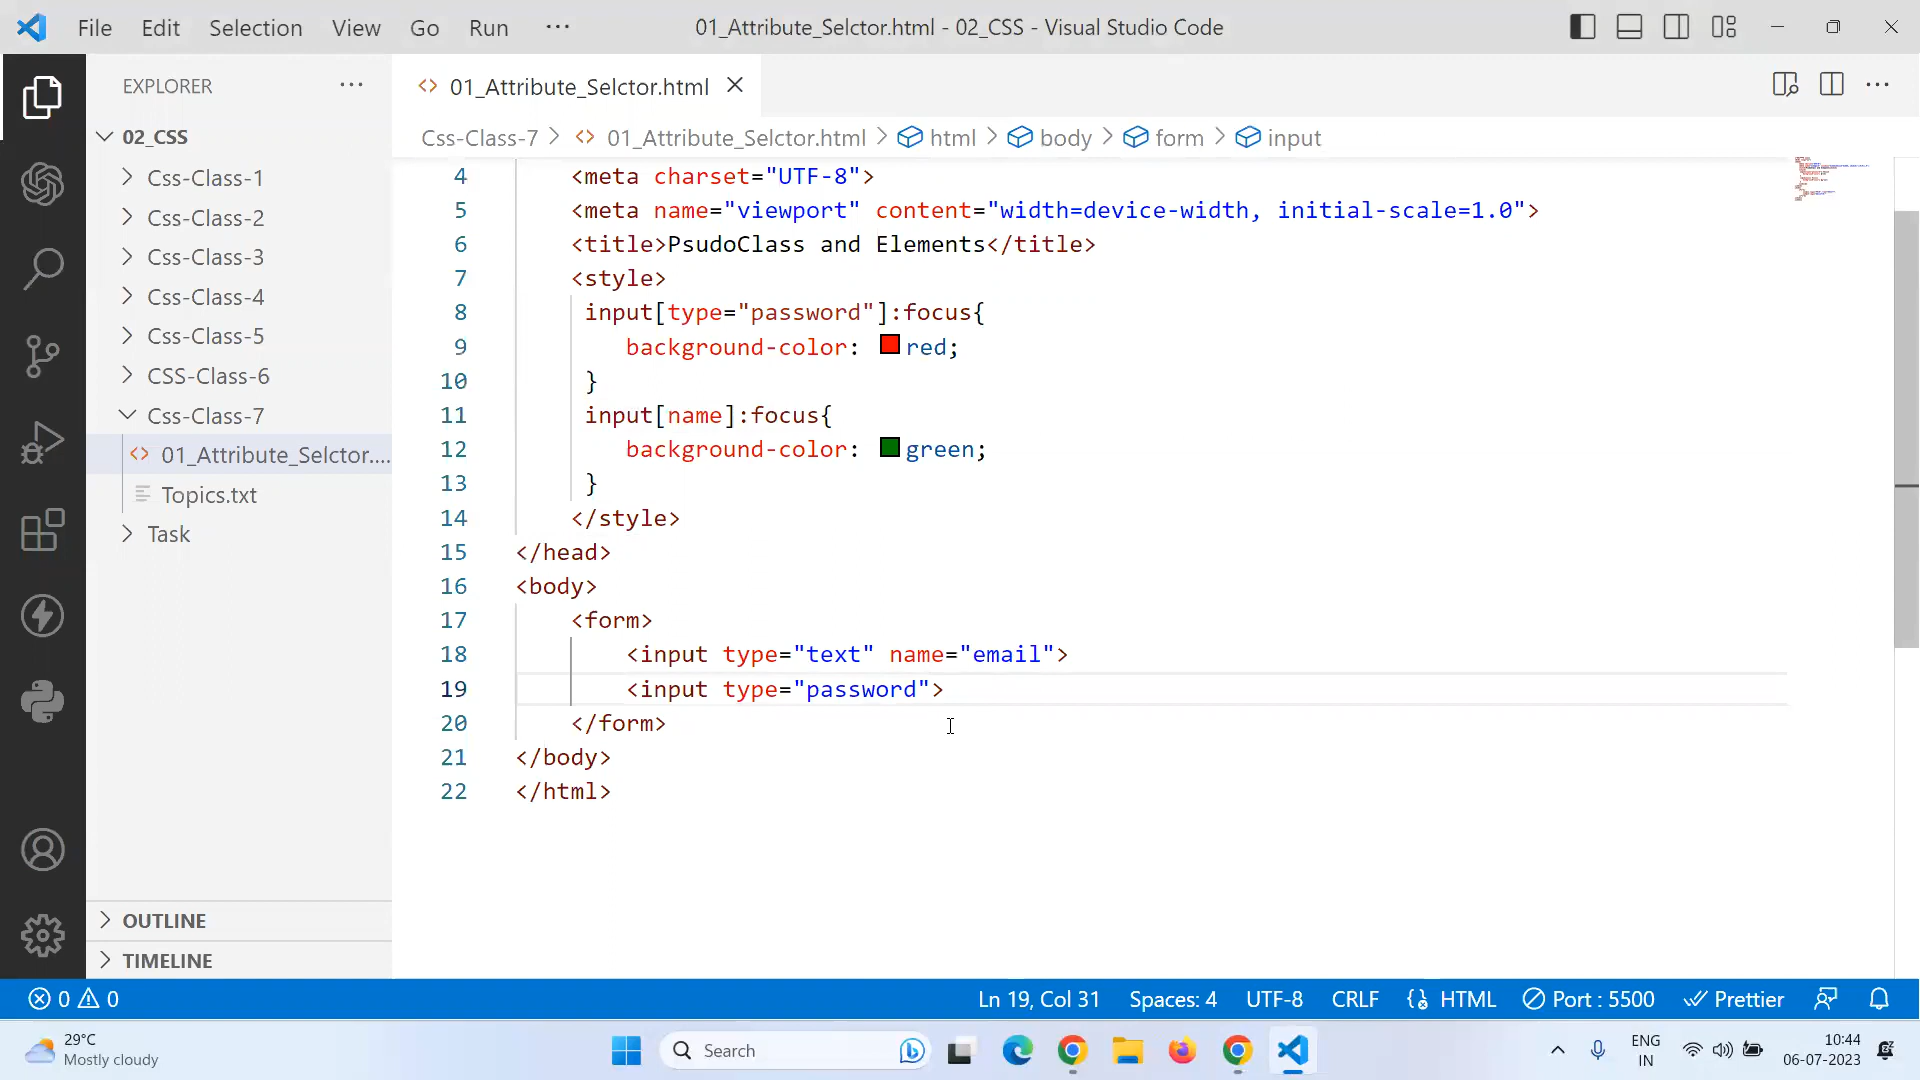 File Edit Selection View Go Run ··· 01_Attribute_Selctor.html - 02_CSS - Visual Studio Code
EXPLORER ···
02_CSS
Css-Class-1
Css-Class-2
Css-Class-3
Css-Class-4
Css-Class-5
CSS-Class-6
Css-Class-7
<> 01_Attribute_Selctor....
Topics.txt
Task
OUTLINE
TIMELINE
<> 01_Attribute_Selctor.html
Css-Class-7 > <> 01_Attribute_Selctor.html > html > body > form > input
4 <meta charset="UTF-8">
5 <meta name="viewport" content="width=device-width, initial-scale=1.0">
6 <title>PsudoClass and Elements</title>
7 <style>
8 input[type="password"]:focus{
9 background-color: red;
10 }
11 input[name]:focus{
12 background-color: green;
13 }
14 </style>
15 </head>
16 <body>
17 <form>
18 <input type="text" name="email">
19 <input type="password">
20 </form>
21 </body>
22 </html>
0 0 Ln 19, Col 31 Spaces: 4 UTF-8 CRLF {} HTML Port : 5500 Prettier
29°C
Mostly cloudy
Search
ENG
IN
10:44
06-07-2023